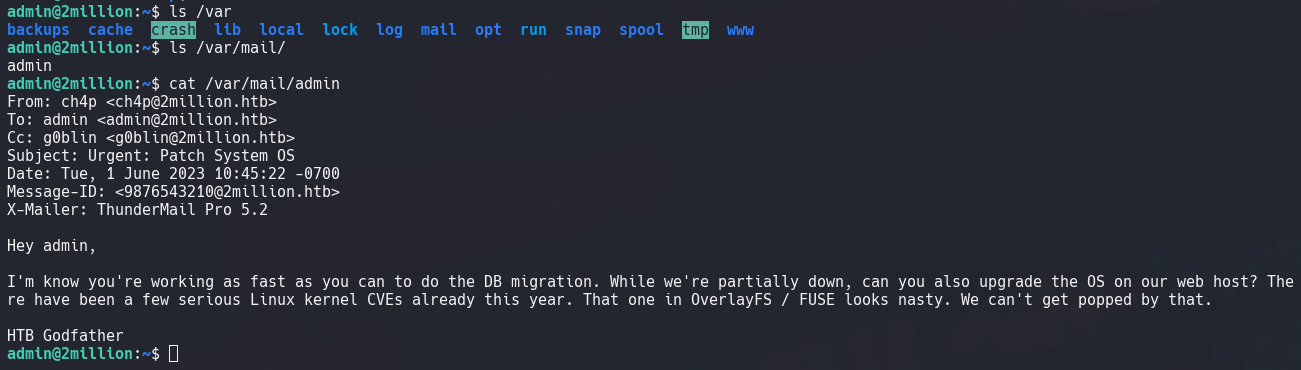 admin@2million:~$ ls /var
backups  cache  crash  lib  local  lock  log  mail  opt  run  snap  spool  tmp  www
admin@2million:~$ ls /var/mail/
admin
admin@2million:~$ cat /var/mail/admin
From: ch4p <ch4p@2million.htb>
To: admin <admin@2million.htb>
Cc: g0blin <g0blin@2million.htb>
Subject: Urgent: Patch System OS
Date: Tue, 1 June 2023 10:45:22 -0700
Message-ID: <9876543210@2million.htb>
X-Mailer: ThunderMail Pro 5.2

Hey admin,

I'm know you're working as fast as you can to do the DB migration. While we're partially down, can you also upgrade the OS on our web host? The
re have been a few serious Linux kernel CVEs already this year. That one in OverlayFS / FUSE looks nasty. We can't get popped by that.

HTB Godfather
admin@2million:~$